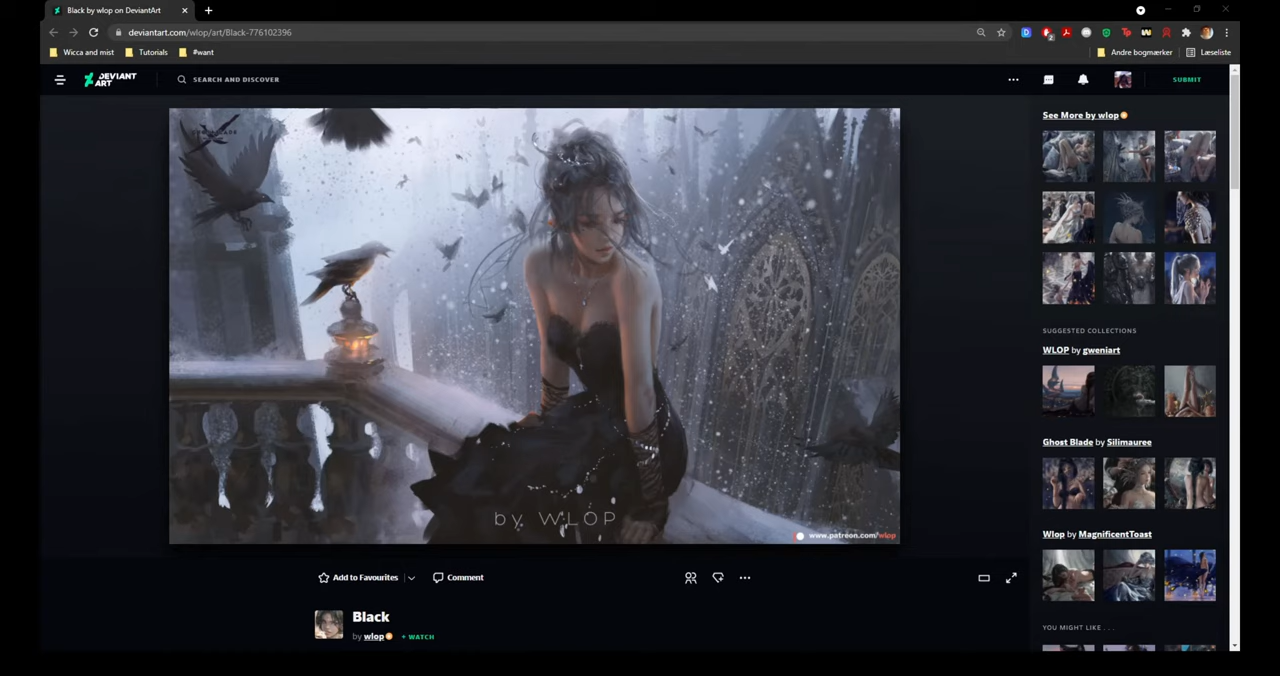 Black by wlop on DeviantArt
deviantart.com/wlop/art/Black-776102396
Wicca and mist
Tutorials
#want
Andre bogmærker
Læseliste
DEVIANT ART
SEARCH AND DISCOVER
SUBMIT
by WLOP
www.patreon.com/wlop
Add to Favourites
Comment
Black
by wlop
+ WATCH
See More by wlop
SUGGESTED COLLECTIONS
WLOP by gweniart
Ghost Blade by Silimauree
Wlop by MagnificentToast
YOU MIGHT LIKE . . .